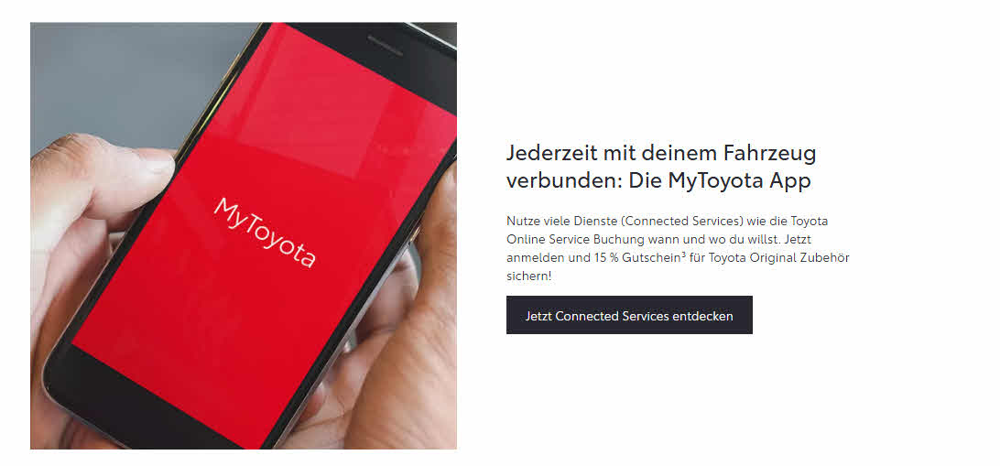 MyToyota
Jederzeit mit deinem Fahrzeug
verbunden: Die MyToyota App
Nutze viele Dienste (Connected Services) wie die Toyota
Online Service Buchung wann und wo du willst. Jetzt
anmelden und 15 % Gutschein³ für Toyota Original Zubehör
sichern!
Jetzt Connected Services entdecken